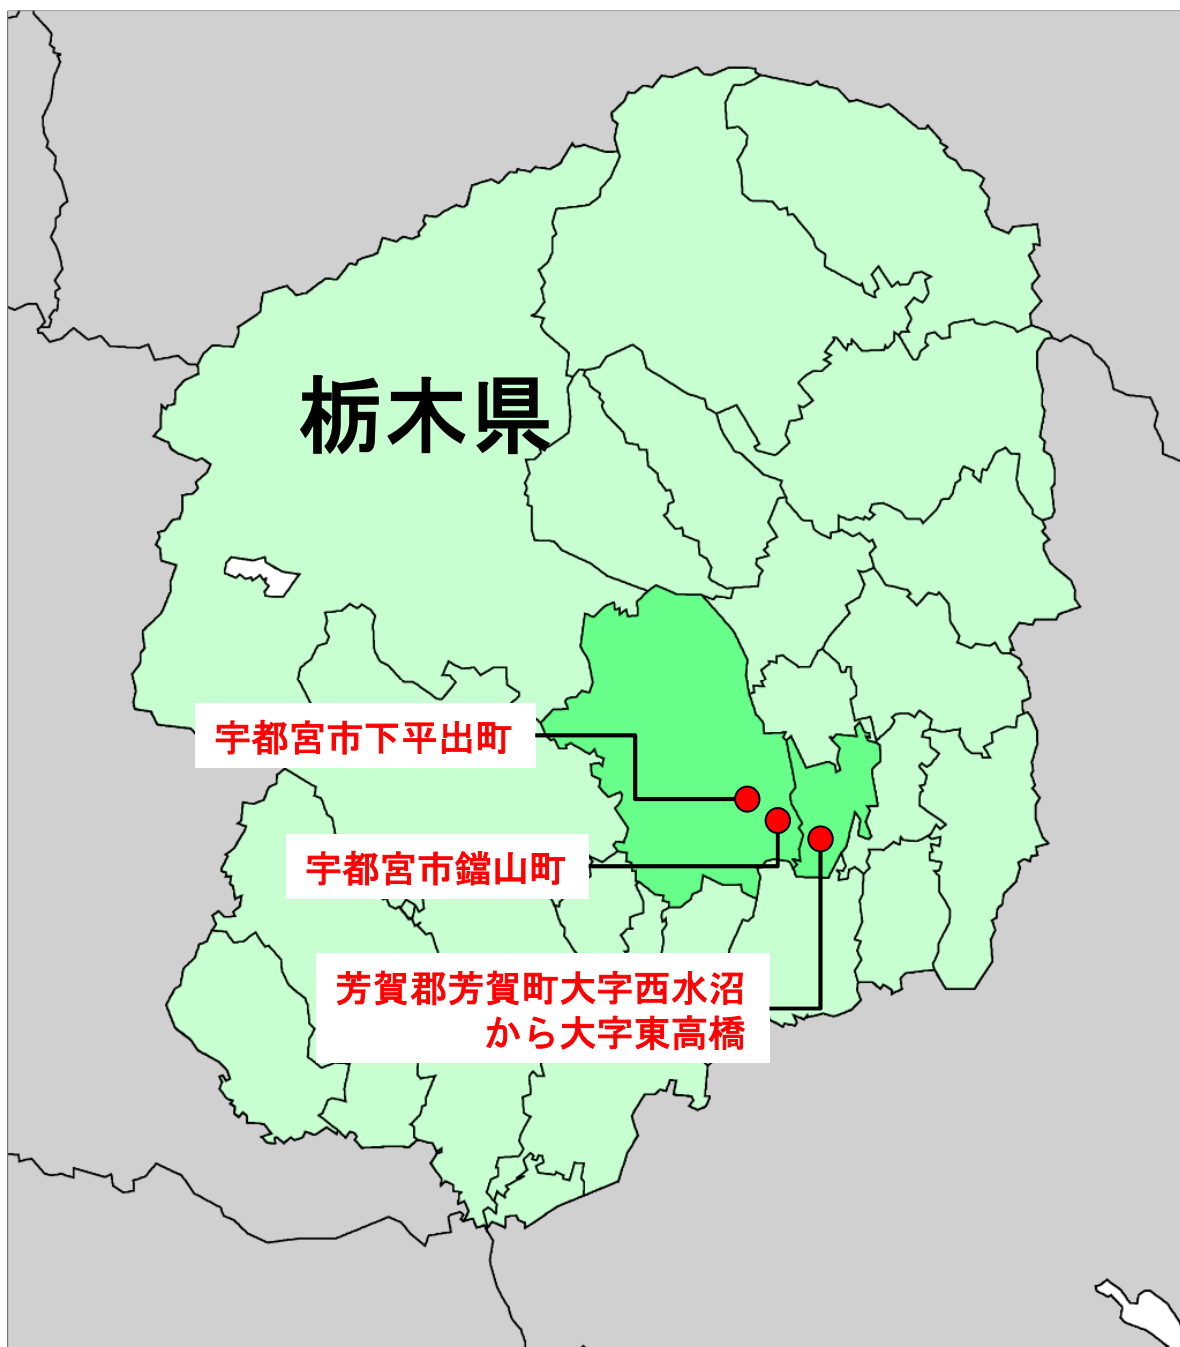 栃木県
宇都宮市下平出町
宇都宮市鐺山町
芳賀郡芳賀町大字西水沼
から大字東高橋